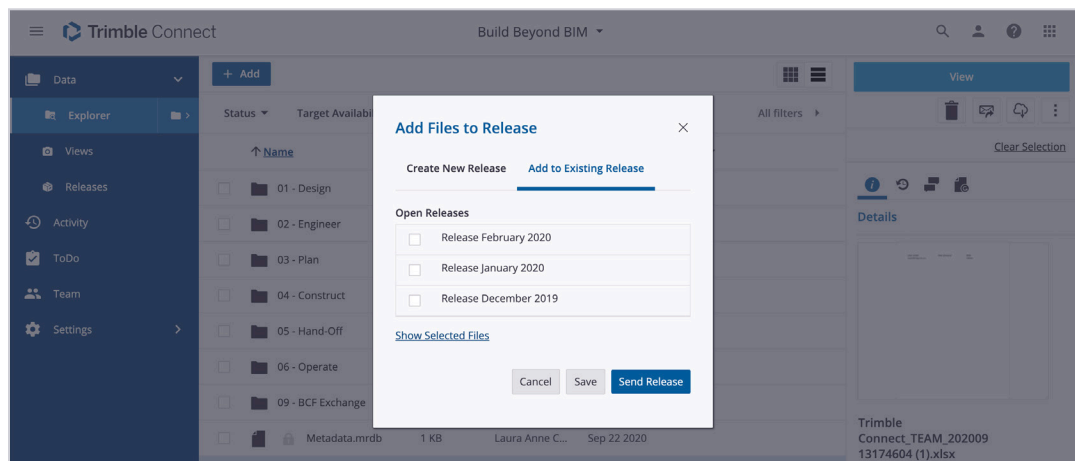 Trimble Connect
Build Beyond BIM
Data
+ Add
View
Explorer
Status
Target Availabi
All filters
Add Files to Release
Create New Release
Add to Existing Release
Views
Name
Clear Selection
Releases
01 - Design
Activity
02 - Engineer
Open Releases
Details
Release February 2020
ToDo
03 - Plan
Release January 2020
Team
04 - Construct
Release December 2019
Settings
05 - Hand-Off
Show Selected Files
06 - Operate
Cancel
Save
Send Release
09 - BCF Exchange
Metadata.mrdb
1 KB
Laura Anne C...
Sep 22 2020
Trimble
Connect_TEAM_202009
13174604 (1).xlsx